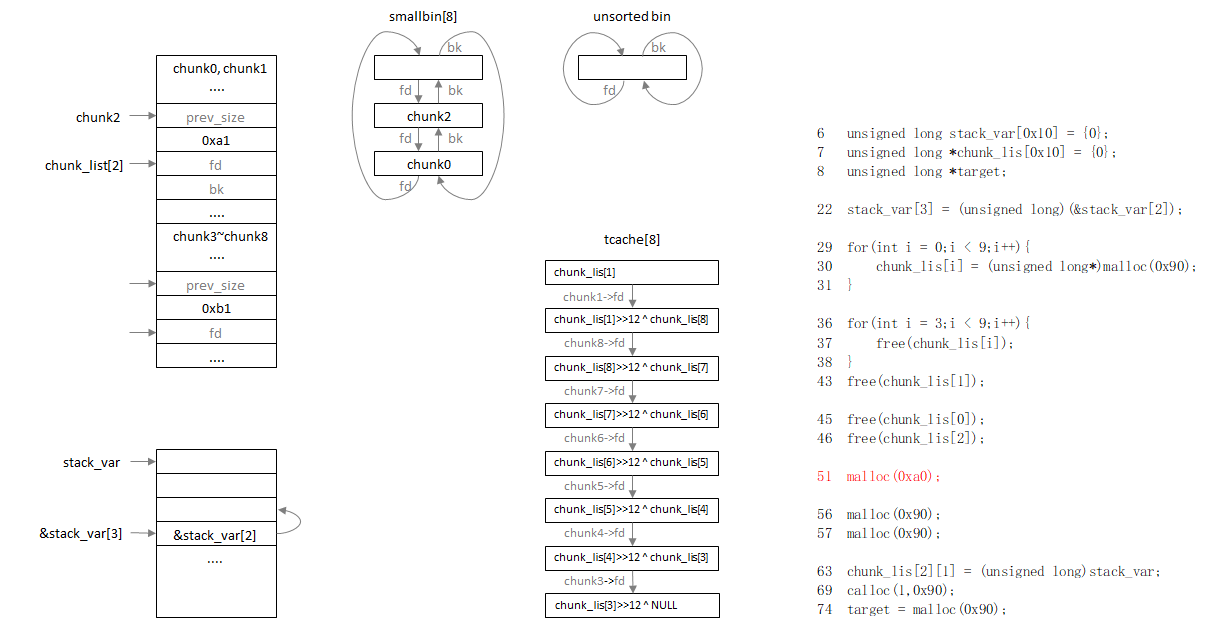 smallbin[8]
bk
fd
bk
chunk2
fd
bk
chunk0
fd
unsorted bin
bk
fd
chunk0, chunk1
....
chunk2
prev_size
0xa1
chunk_list[2]
fd
bk
....
chunk3~chunk8
....
prev_size
0xb1
fd
....
stack_var
&stack_var[3]
&stack_var[2]
....
tcache[8]
chunk_lis[1]
chunk1->fd
chunk_lis[1]>>12 ^ chunk_lis[8]
chunk8->fd
chunk_lis[8]>>12 ^ chunk_lis[7]
chunk7->fd
chunk_lis[7]>>12 ^ chunk_lis[6]
chunk6->fd
chunk_lis[6]>>12 ^ chunk_lis[5]
chunk5->fd
chunk_lis[5]>>12 ^ chunk_lis[4]
chunk4->fd
chunk_lis[4]>>12 ^ chunk_lis[3]
chunk3->fd
chunk_lis[3]>>12 ^ NULL
6 unsigned long stack_var[0x10] = {0};
7 unsigned long *chunk_lis[0x10] = {0};
8 unsigned long *target;
22 stack_var[3] = (unsigned long)(&stack_var[2]);
29 for(int i = 0;i < 9;i++){
30 chunk_lis[i] = (unsigned long*)malloc(0x90);
31 }
36 for(int i = 3;i < 9;i++){
37 free(chunk_lis[i]);
38 }
43 free(chunk_lis[1]);
45 free(chunk_lis[0]);
46 free(chunk_lis[2]);
51 malloc(0xa0);
56 malloc(0x90);
57 malloc(0x90);
63 chunk_lis[2][1] = (unsigned long)stack_var;
69 calloc(1,0x90);
74 target = malloc(0x90);